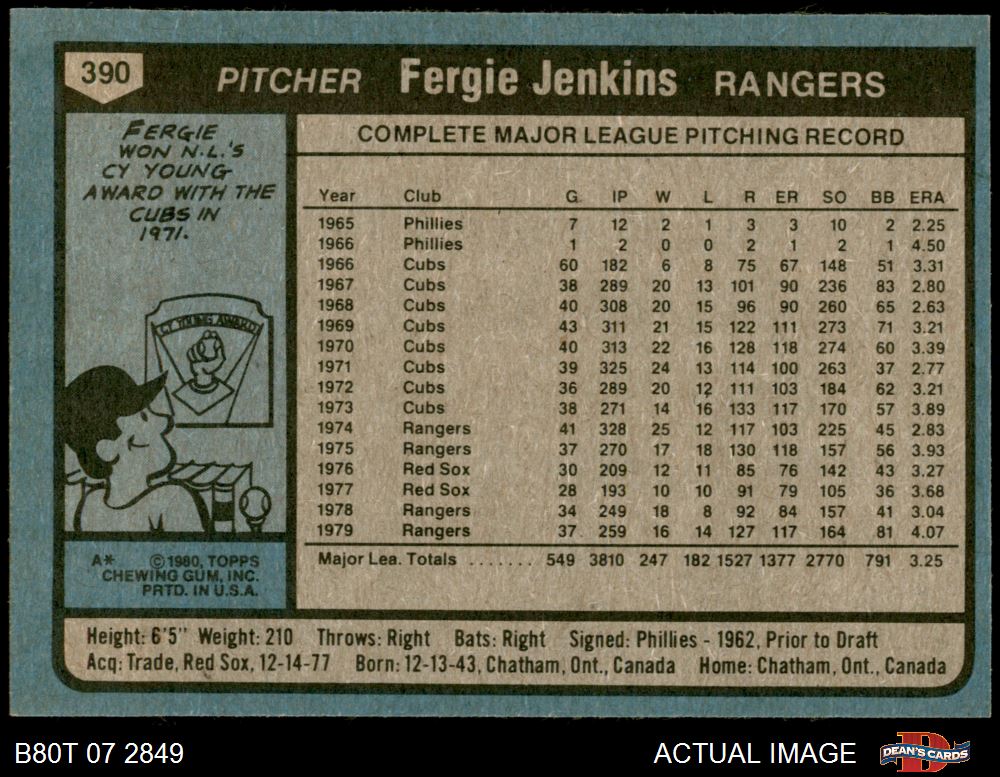 390 PITCHER Fergie Jenkins RANGERS
FERGIE
WON N.L.'S
CY YOUNG
AWARD WITH THE
CUBS IN
1971.
CY YOUNG AWARD
A* ©1980, TOPPS
CHEWING GUM, INC.
PRTD. IN U.S.A.
COMPLETE MAJOR LEAGUE PITCHING RECORD
Year Club G IP W L R ER SO BB ERA
1965 Phillies 7 12 2 1 3 3 10 2 2.25
1966 Phillies 1 2 0 0 2 1 2 1 4.50
1966 Cubs 60 182 6 8 75 67 148 51 3.31
1967 Cubs 38 289 20 13 101 90 236 83 2.80
1968 Cubs 40 308 20 15 96 90 260 65 2.63
1969 Cubs 43 311 21 15 122 111 273 71 3.21
1970 Cubs 40 313 22 16 128 118 274 60 3.39
1971 Cubs 39 325 24 13 114 100 263 37 2.77
1972 Cubs 36 289 20 12 111 103 184 62 3.21
1973 Cubs 38 271 14 16 133 117 170 57 3.89
1974 Rangers 41 328 25 12 117 103 225 45 2.83
1975 Rangers 37 270 17 18 130 118 157 56 3.93
1976 Red Sox 30 209 12 11 85 76 142 43 3.27
1977 Red Sox 28 193 10 10 91 79 105 36 3.68
1978 Rangers 34 249 18 8 92 84 157 41 3.04
1979 Rangers 37 259 16 14 127 117 164 81 4.07
Major Lea. Totals ....... 549 3810 247 182 1527 1377 2770 791 3.25
Height: 6'5" Weight: 210 Throws: Right Bats: Right Signed: Phillies - 1962, Prior to Draft
Acq: Trade, Red Sox, 12-14-77 Born: 12-13-43, Chatham, Ont., Canada Home: Chatham, Ont., Canada
B80T 07 2849 ACTUAL IMAGE DEAN'S CARDS